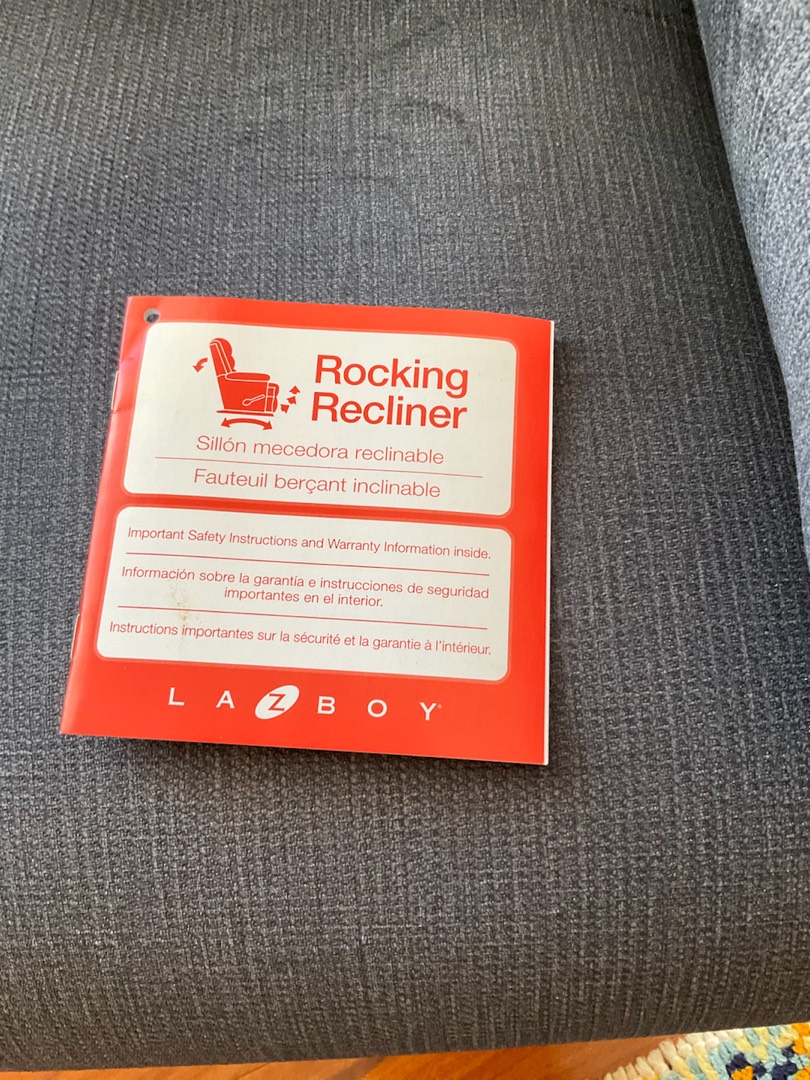 Rocking
Recliner
Sillón mecedora reclinable
Fauteuil berçant inclinable
Important Safety Instructions and Warranty Information inside.
Información sobre la garantía e instrucciones de seguridad
importantes en el interior.
Instructions importantes sur la sécurité et la garantie à l'intérieur.
LAZBOY®